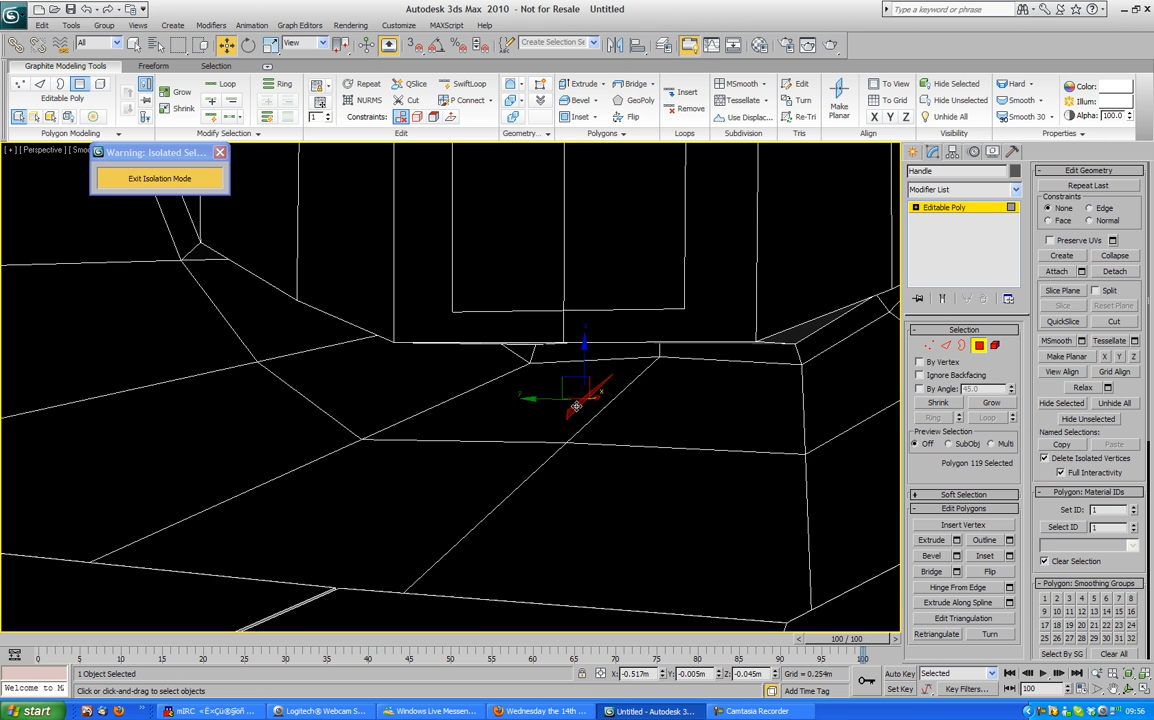 Autodesk 3ds Max 2010 - Not for Resale Untitled
Type a keyword or phrase
Edit Tools Group Views Create Modifiers Animation Graph Editors Rendering Customize MAXScript Help
All
View
Create Selection Se
Graphite Modeling Tools Freeform Selection
Editable Poly
Grow
Shrink
Loop
Ring
1
Repeat QSlice SwiftLoop
NURMS Cut P Connect
Constraints:
Extrude Bridge
Bevel GeoPoly
Inset Flip
Insert
Remove
MSmooth
Tessellate
Use Displac...
Edit
Turn
Re-Tri
Make Planar
To View
To Grid
X Y Z
Hide Selected
Hide Unselected
Unhide All
Hard
Smooth
Smooth 30
Color:
Illum:
Alpha: 100.0
Polygon Modeling Modify Selection Edit Geometry... Polygons Loops Subdivision Align Visibility Properties
[ + ] [ Perspective ] [ Smo
Warning: Isolated Sel...
Exit Isolation Mode
x
Handle
Modifier List
Editable Poly
Selection
By Vertex
Ignore Backfacing
By Angle: 45.0
Shrink Grow
Ring Loop
Preview Selection
Off SubObj Multi
Polygon 119 Selected
Soft Selection
Edit Polygons
Insert Vertex
Extrude Outline
Bevel Inset
Bridge Flip
Hinge From Edge
Extrude Along Spline
Edit Triangulation
Retriangulate Turn
Edit Geometry
Repeat Last
Constraints
None Edge
Face Normal
Preserve UVs
Create Collapse
Attach Detach
Slice Plane Split
Slice Reset Plane
QuickSlice Cut
MSmooth Tessellate
Make Planar X Y Z
View Align Grid Align
Relax
Hide Selected Unhide All
Hide Unselected
Named Selections:
Copy Paste
Delete Isolated Vertices
Full Interactivity
Polygon: Material IDs
Set ID: 1
Select ID 1
Clear Selection
Polygon: Smoothing Groups
1 2 3 4 5 6 7 8
9 10 11 12 13 14 15 16
17 18 19 20 21 22 23 24
25 26 27 28 29 30 31 32
Select By SG Clear All
100 / 100
0 5 10 15 20 25 30 35 40 45 50 55 60 65 70 75 80 85 90 95 100
1 Object Selected X: -0.517m Y: -0.005m Z: -0.045m Grid = 0.254m
Auto Key Selected
Welcome to M
Click or click-and-drag to select objects
Add Time Tag
Set Key Key Filters...
100
start
mIRC
Logitech Webcam S...
Windows Live Messen...
Wednesday the 14th ...
Untitled - Autodesk 3...
Camtasia Recorder
09:56